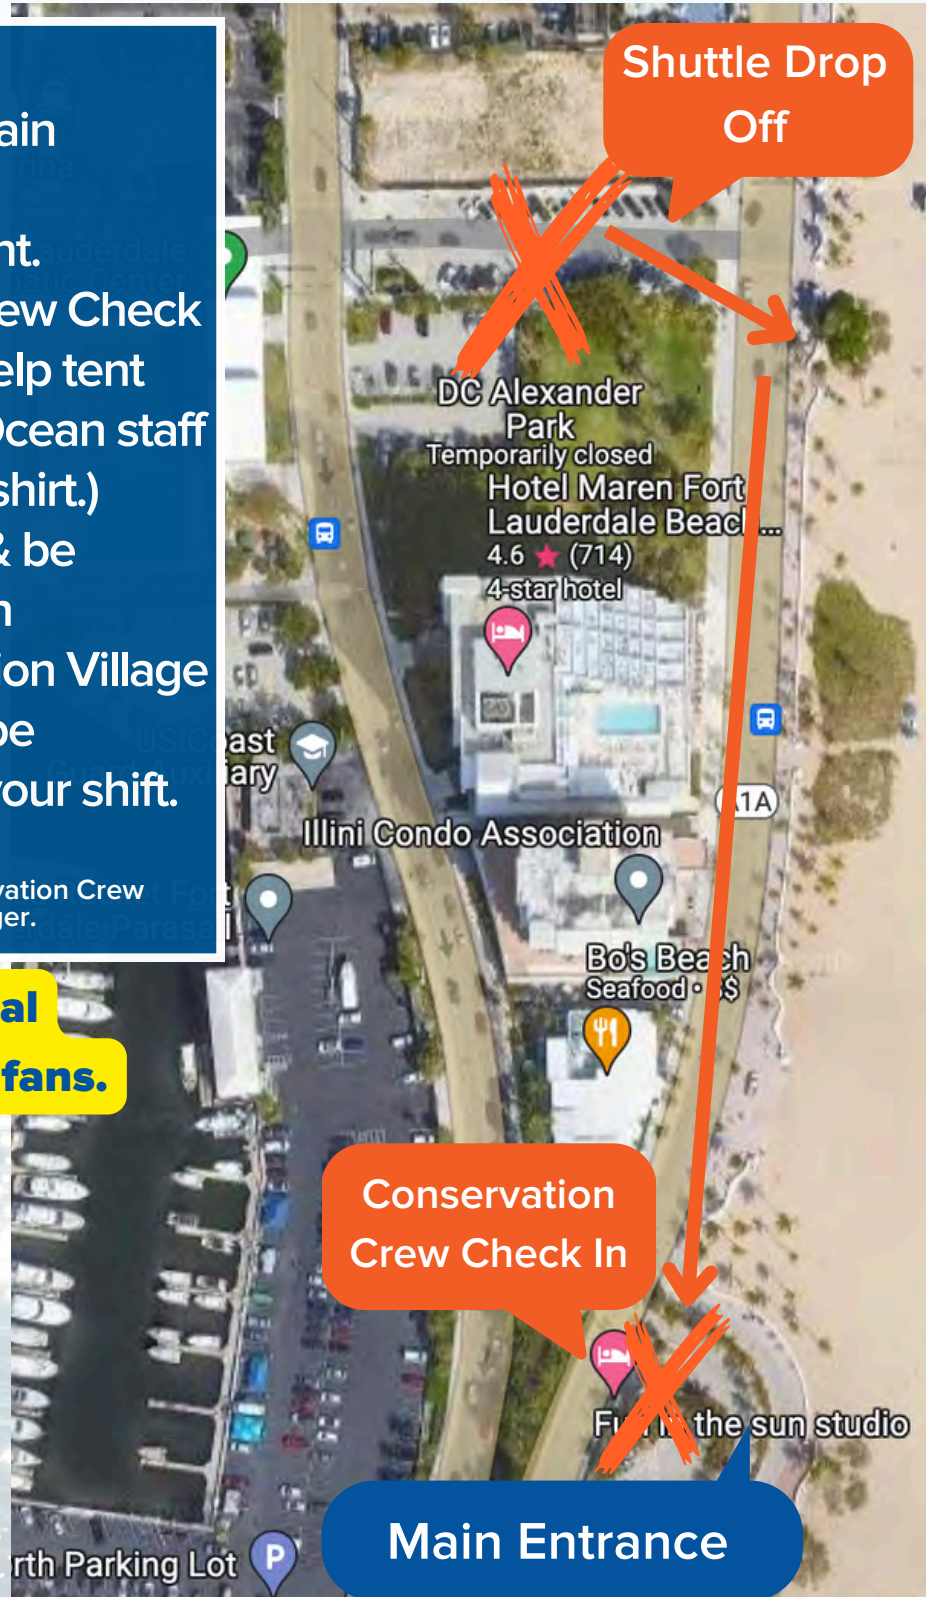 ain
nt.
ew Check
elp tent
Ocean staff
shirt.)
& be
n
ion Village
be
your shift.
vation Crew
ger.
al
fans.
Shuttle Drop
Off
DC Alexander
Park
Temporarily closed
Hotel Maren Fort
Lauderdale Beach...
4.6 ★ (714)
4-star hotel
A1A
Illini Condo Association
Bo's Beach
Seafood • $$
Conservation
Crew Check In
Fun in the sun studio
Main Entrance
rth Parking Lot
P